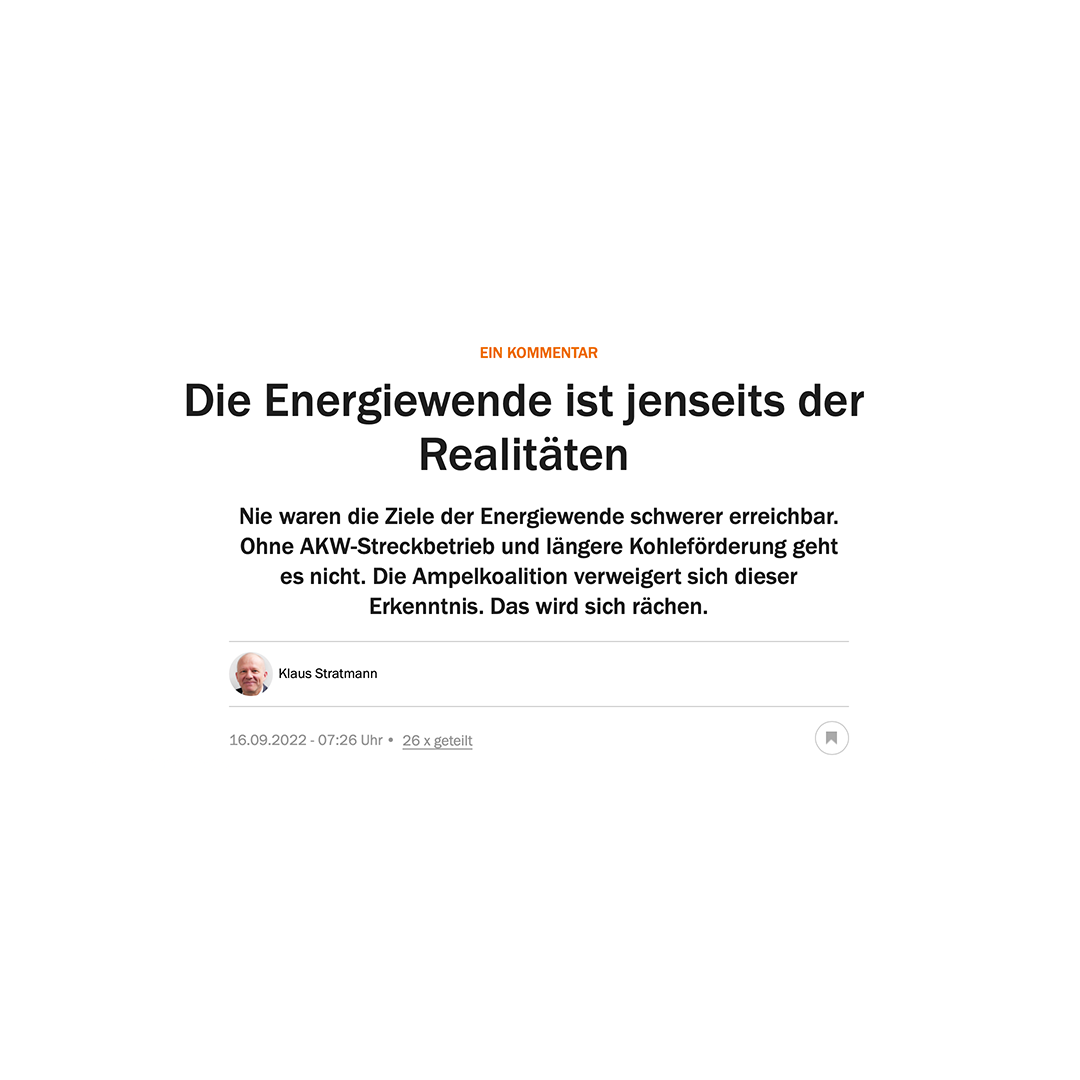 EIN KOMMENTAR
Die Energiewende ist jenseits der
Realitäten
Nie waren die Ziele der Energiewende schwerer erreichbar.
Ohne AKW-Streckbetrieb und längere Kohleförderung geht
es nicht. Die Ampelkoalition verweigert sich dieser
Erkenntnis. Das wird sich rächen.
Klaus Stratmann
16.09.2022 - 07:26 Uhr • 26 x geteilt